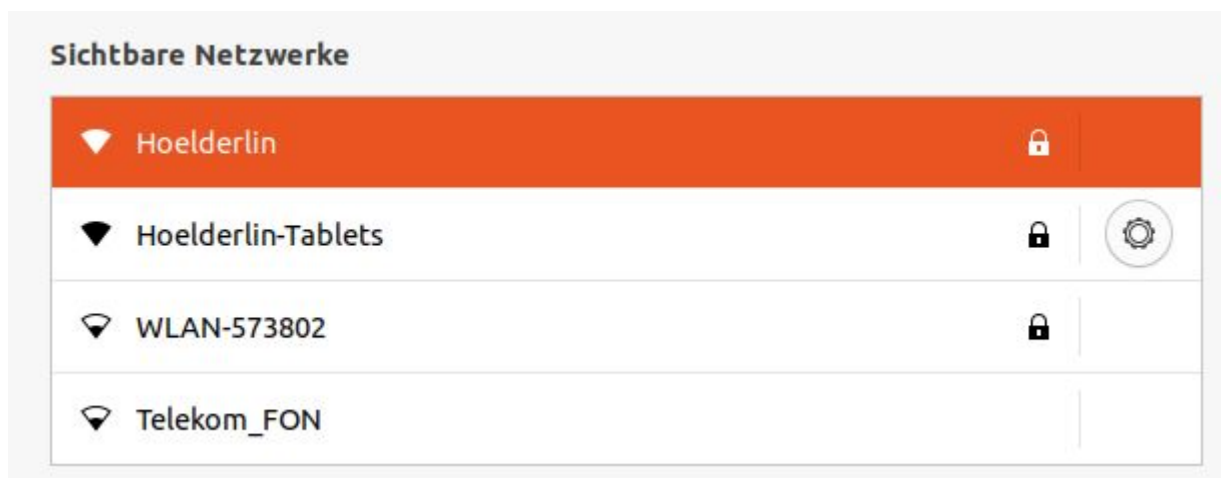 Sichtbare Netzwerke
Hoelderlin
Hoelderlin-Tablets
WLAN-573802
Telekom_FON